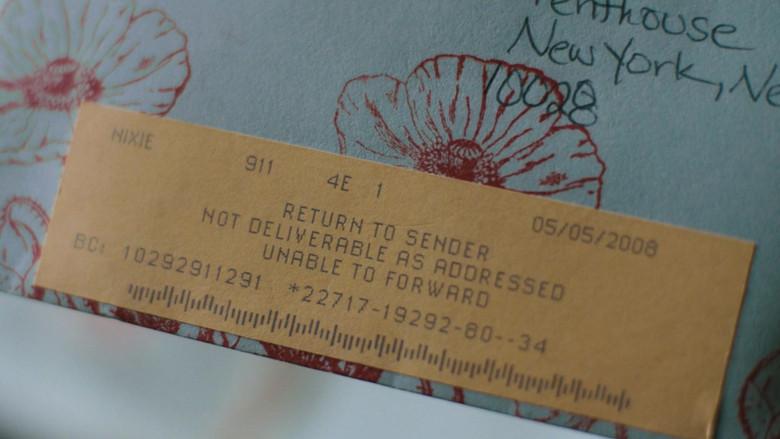 Penthouse
New York, Ne
10028
NIXIE 911 4E 1 05/05/2008
RETURN TO SENDER
NOT DELIVERABLE AS ADDRESSED
UNABLE TO FORWARD
BC: 10292911291 *22717-19292-80--34